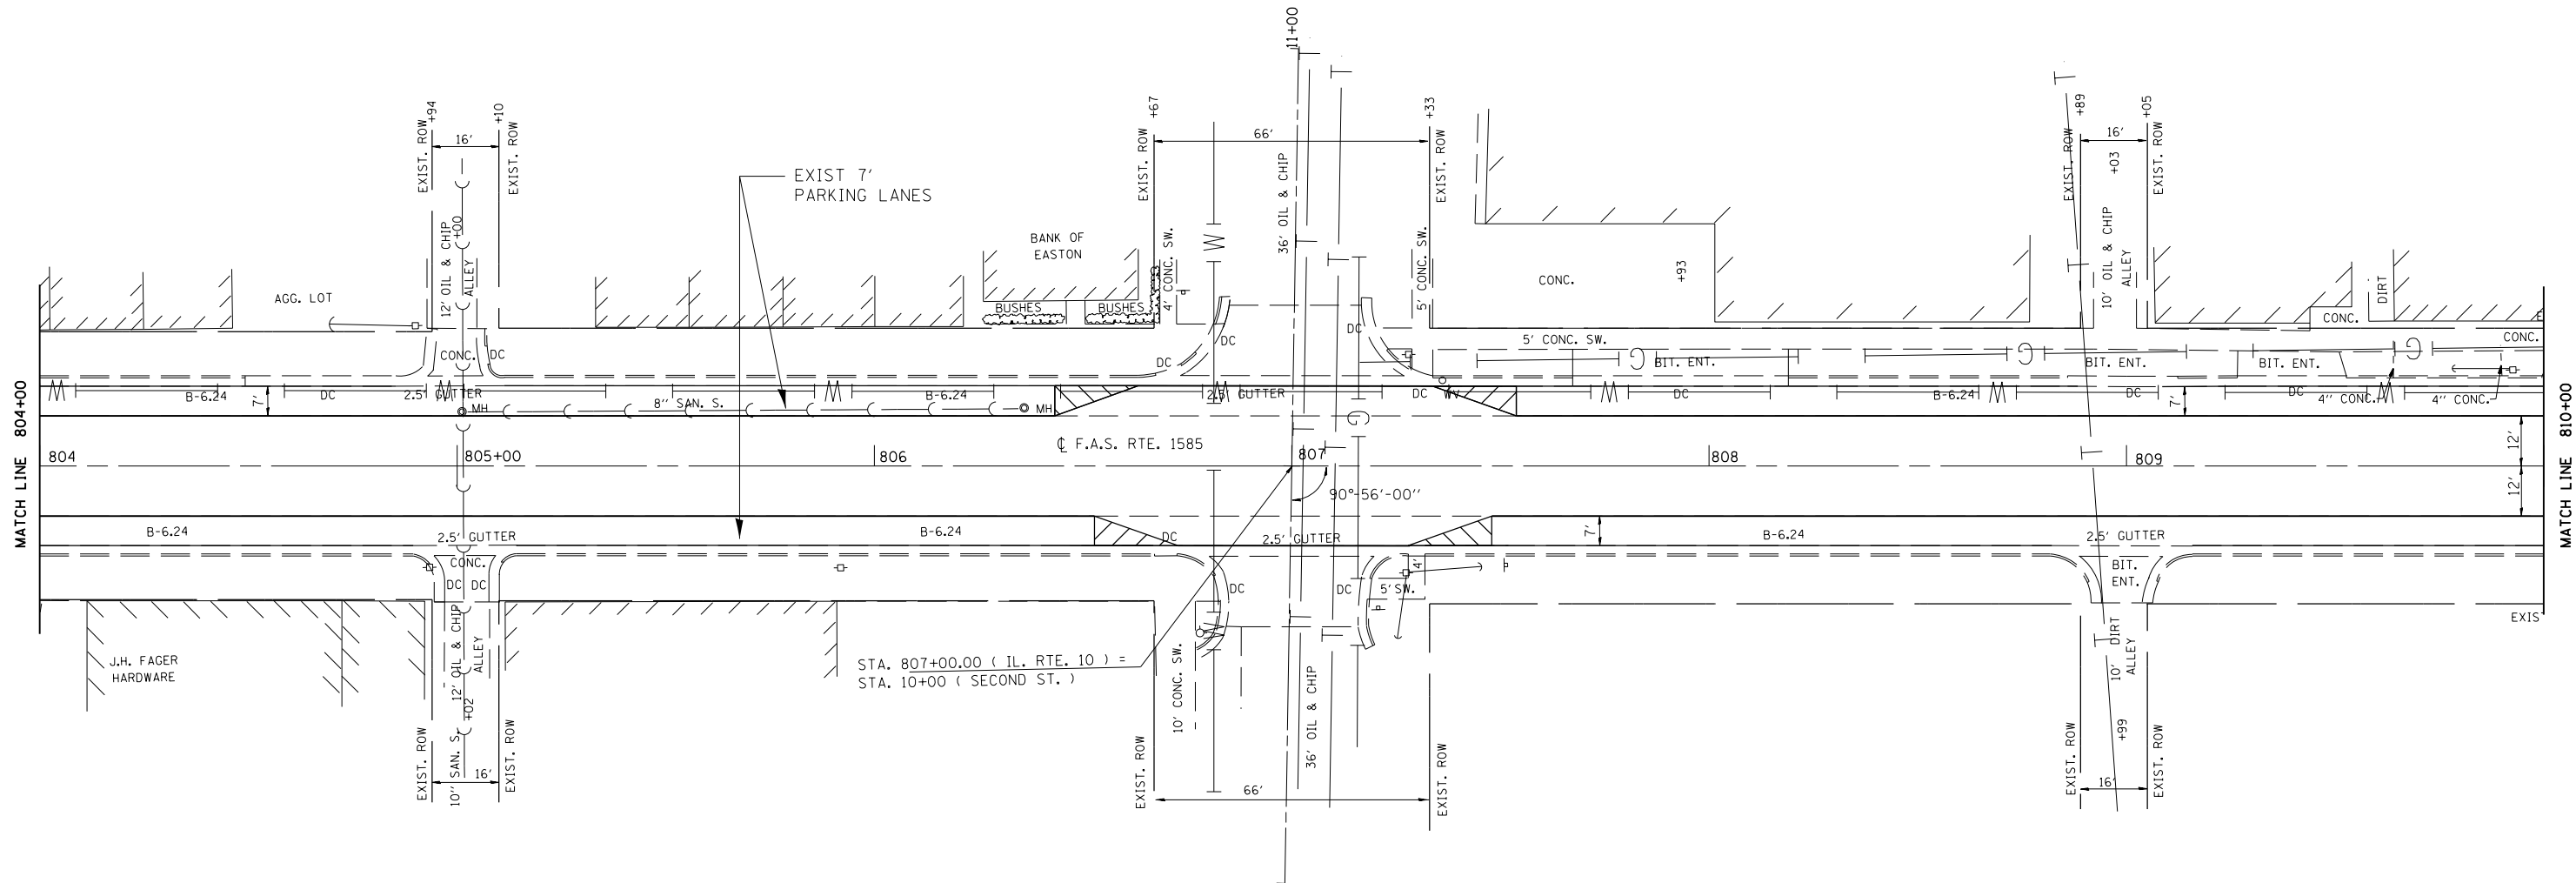 11+00
+94
+10
+67
+33
+89
+05
EXIST. ROW
16'
EXIST. ROW
EXIST. ROW
66'
EXIST. ROW
EXIST. ROW
16'
+03
EXIST. ROW
EXIST 7'
PARKING LANES
12' OIL & CHIP
+00
ALLEY
BANK OF
EASTON
BUSHES
BUSHES
4' CONC. SW.
W
36' OIL & CHIP
T
T
T
T
5' CONC. SW.
CONC.
+93
T
T
10' OIL & CHIP
ALLEY
DIRT
CONC.
CONC.
AGG. LOT
CONC.
DC
DC
DC
DC
5' CONC. SW.
G
BIT. ENT.
G
BIT. ENT.
BIT. ENT.
G
W
7'
B-6.24
DC
2.5' GUTTER
W
MH
8" SAN. S.
W
B-6.24
MH
W
2.5' GUTTER
G
DC
WV
W
DC
B-6.24
W
DC
7'
DC
4" CONC.
W
4" CONC.
MATCH LINE 804+00
804
805+00
806
℄ F.A.S. RTE. 1585
T
T
807
90°-56'-00"
808
T
809
12'
12'
MATCH LINE 810+00
B-6.24
2.5' GUTTER
B-6.24
DC
2.5' GUTTER
7'
B-6.24
2.5' GUTTER
CONC.
DC
DC
DC
DC
4'
5' SW.
BIT.
ENT.
EXIS
J.H. FAGER
HARDWARE
12' OIL & CHIP
ALLEY
+02
W
T
T
STA. 807+00.00 ( IL. RTE. 10 ) =
STA. 10+00 ( SECOND ST. )
10' CONC. SW.
36' OIL & CHIP
T
10' DIRT
ALLEY
+99
EXIST. ROW
10" SAN. S.
16'
EXIST. ROW
EXIST. ROW
66'
EXIST. ROW
EXIST. ROW
16'
EXIST. ROW